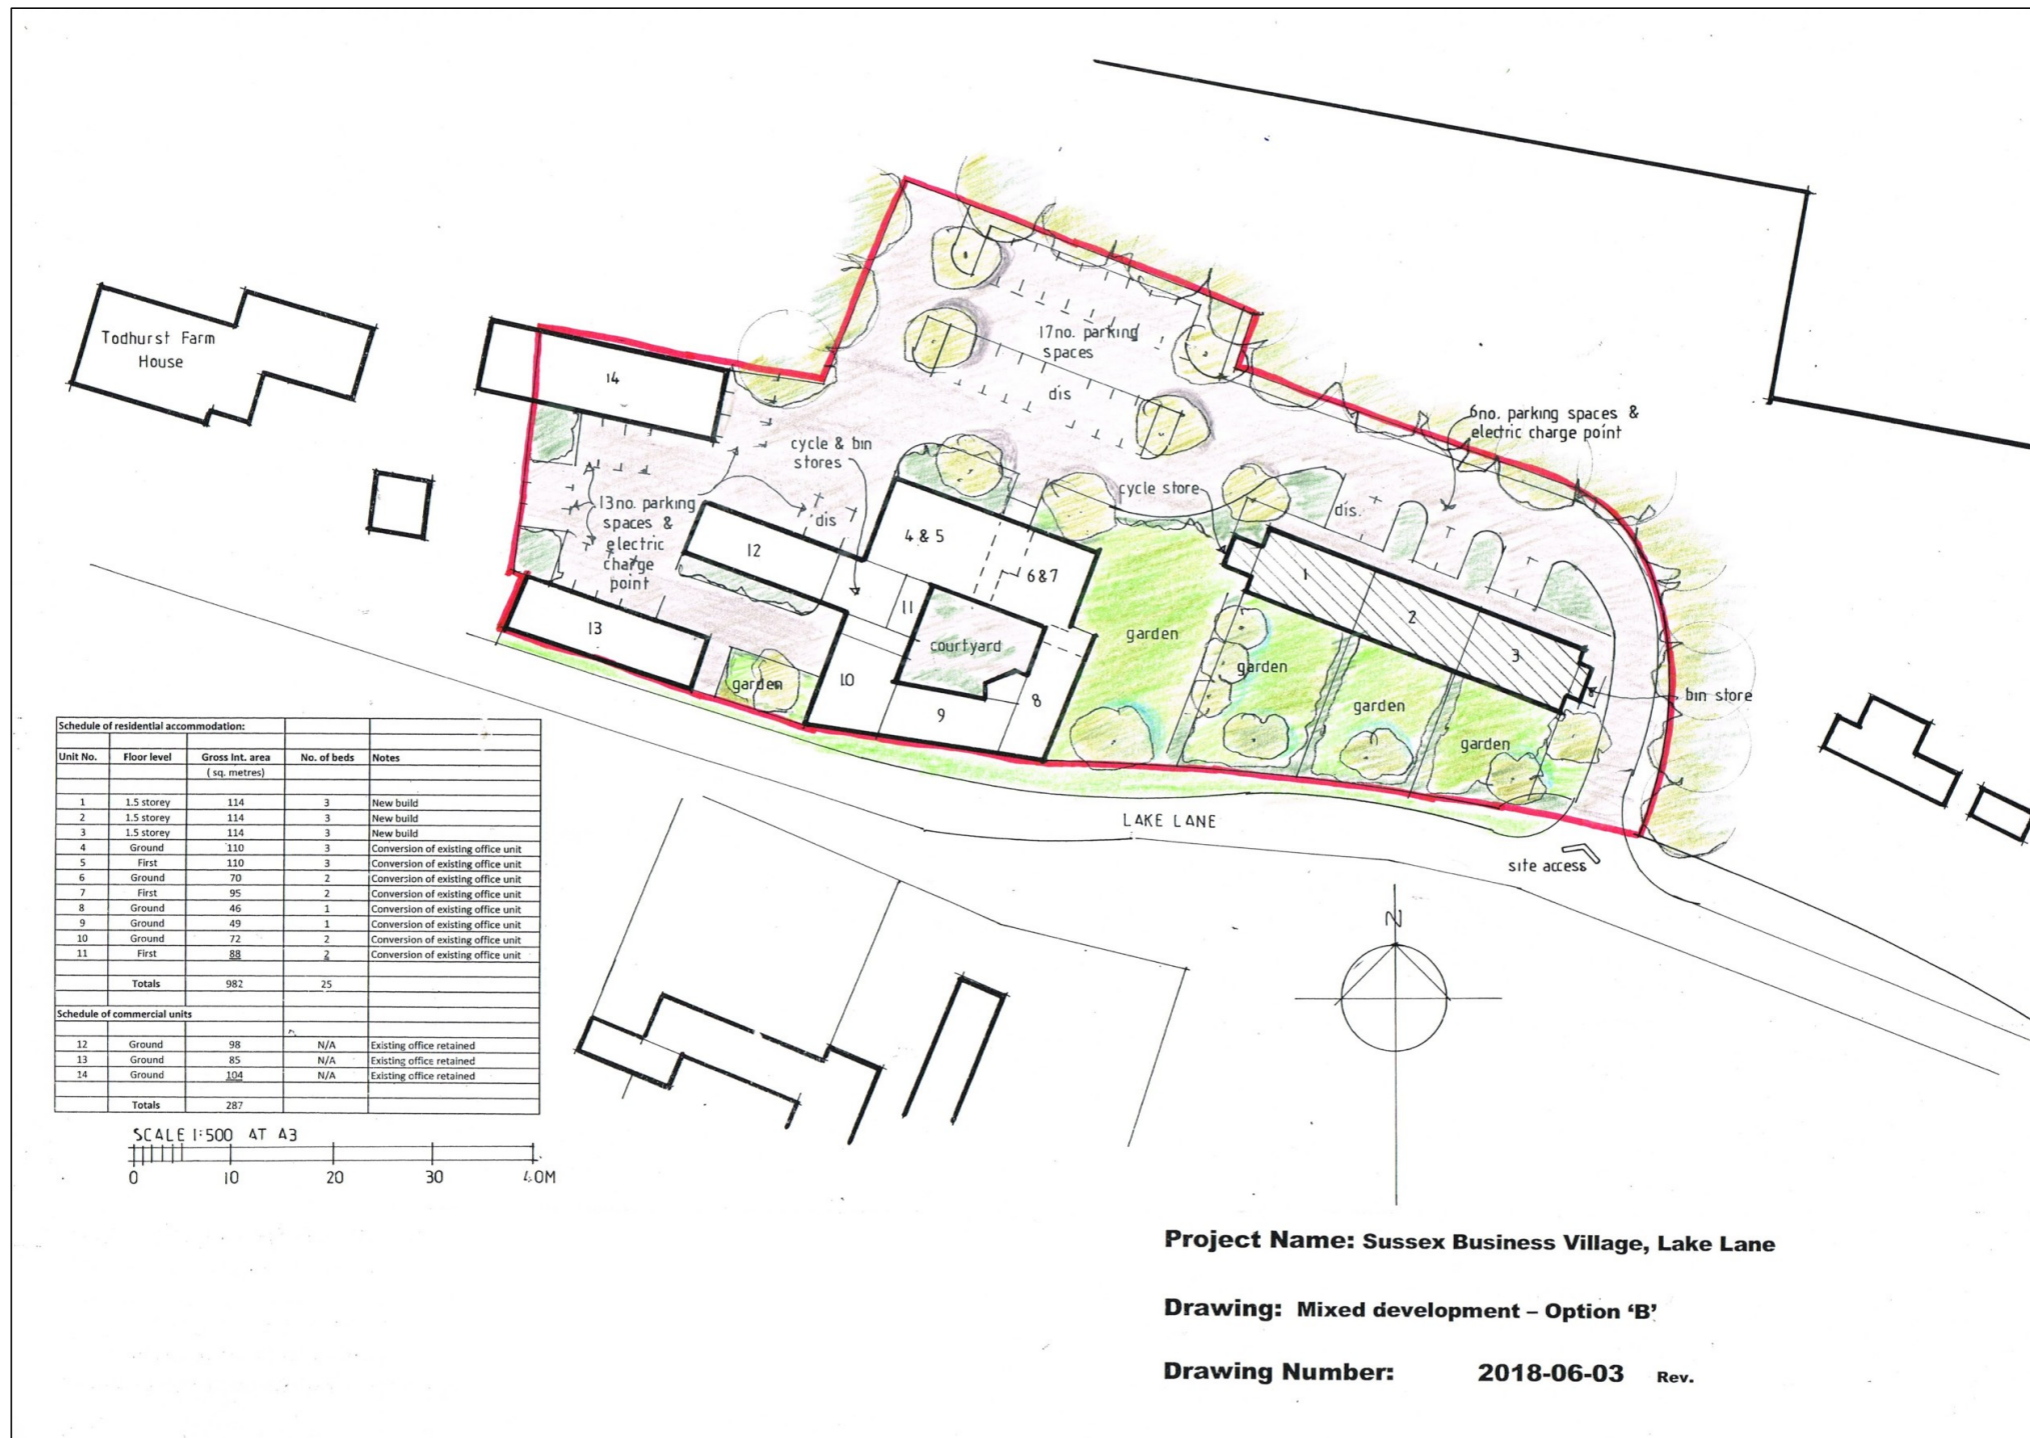 Todhurst Farm
House
14
17no. parking
spaces
dis
6no. parking spaces &
electric charge point
cycle & bin
stores
cycle store
dis.
13no. parking
spaces &
electric
charge
point
dis
12
4 & 5
6&7
11
courtyard
13
garden
10
9
8
garden
garden
garden
garden
1
2
3
bin store
LAKE LANE
site access
N
Schedule of residential accommodation:
Unit No. Floor level Gross Int. area No. of beds Notes
( sq. metres)
1 1.5 storey 114 3 New build
2 1.5 storey 114 3 New build
3 1.5 storey 114 3 New build
4 Ground 110 3 Conversion of existing office unit
5 First 110 3 Conversion of existing office unit
6 Ground 70 2 Conversion of existing office unit
7 First 95 2 Conversion of existing office unit
8 Ground 46 1 Conversion of existing office unit
9 Ground 49 1 Conversion of existing office unit
10 Ground 72 2 Conversion of existing office unit
11 First 88 2 Conversion of existing office unit
Totals 982 25
Schedule of commercial units
12 Ground 98 N/A Existing office retained
13 Ground 85 N/A Existing office retained
14 Ground 104 N/A Existing office retained
Totals 287
SCALE 1:500 AT A3
0 10 20 30 40M
Project Name: Sussex Business Village, Lake Lane
Drawing: Mixed development – Option ‘B’
Drawing Number: 2018-06-03 Rev.